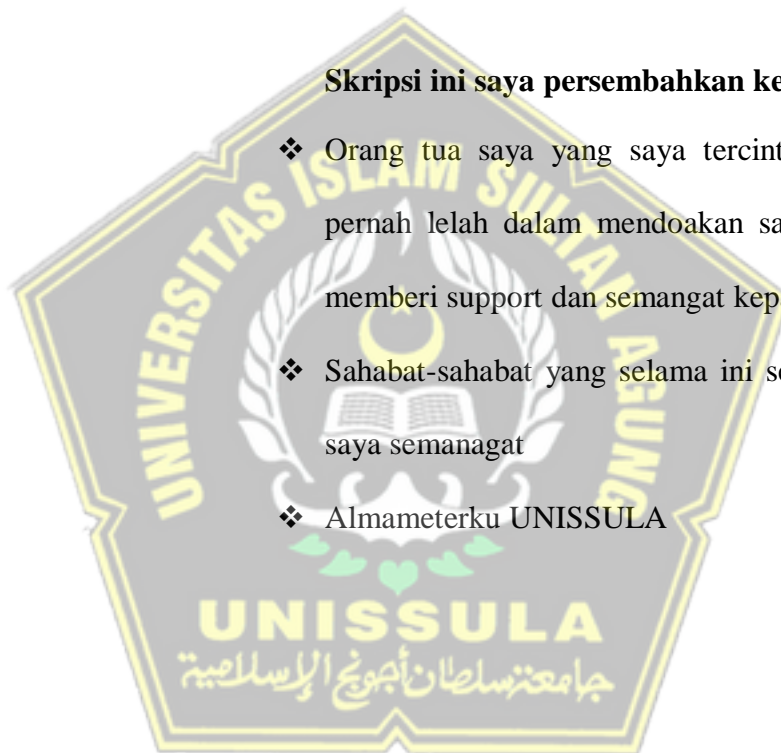 Skripsi ini saya persembahkan ke
❖ Orang tua saya yang saya tercint
pernah lelah dalam mendoakan sa
memberi support dan semangat kep
❖ Sahabat-sahabat yang selama ini se
saya semanagat
❖ Almameterku UNISSULA
UNIVERSITAS ISLAM SULTAN AGUNG
UNISSULA
جامعة سلطان أجونج الإسلامية